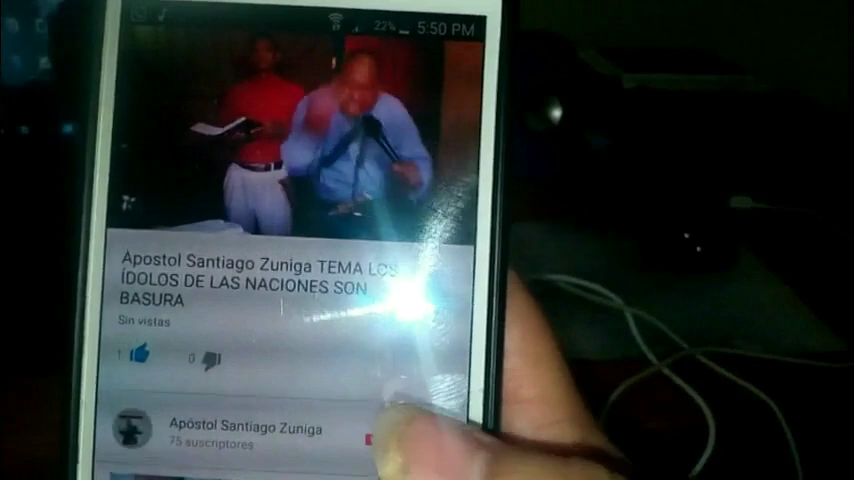 22% 5:50 PM
Apostol Santiago Zuniga TEMA LOS
ÍDOLOS DE LAS NACIONES SON
BASURA
Sin vistas
1 0
Apóstol Santiago Zuniga
75 suscriptores